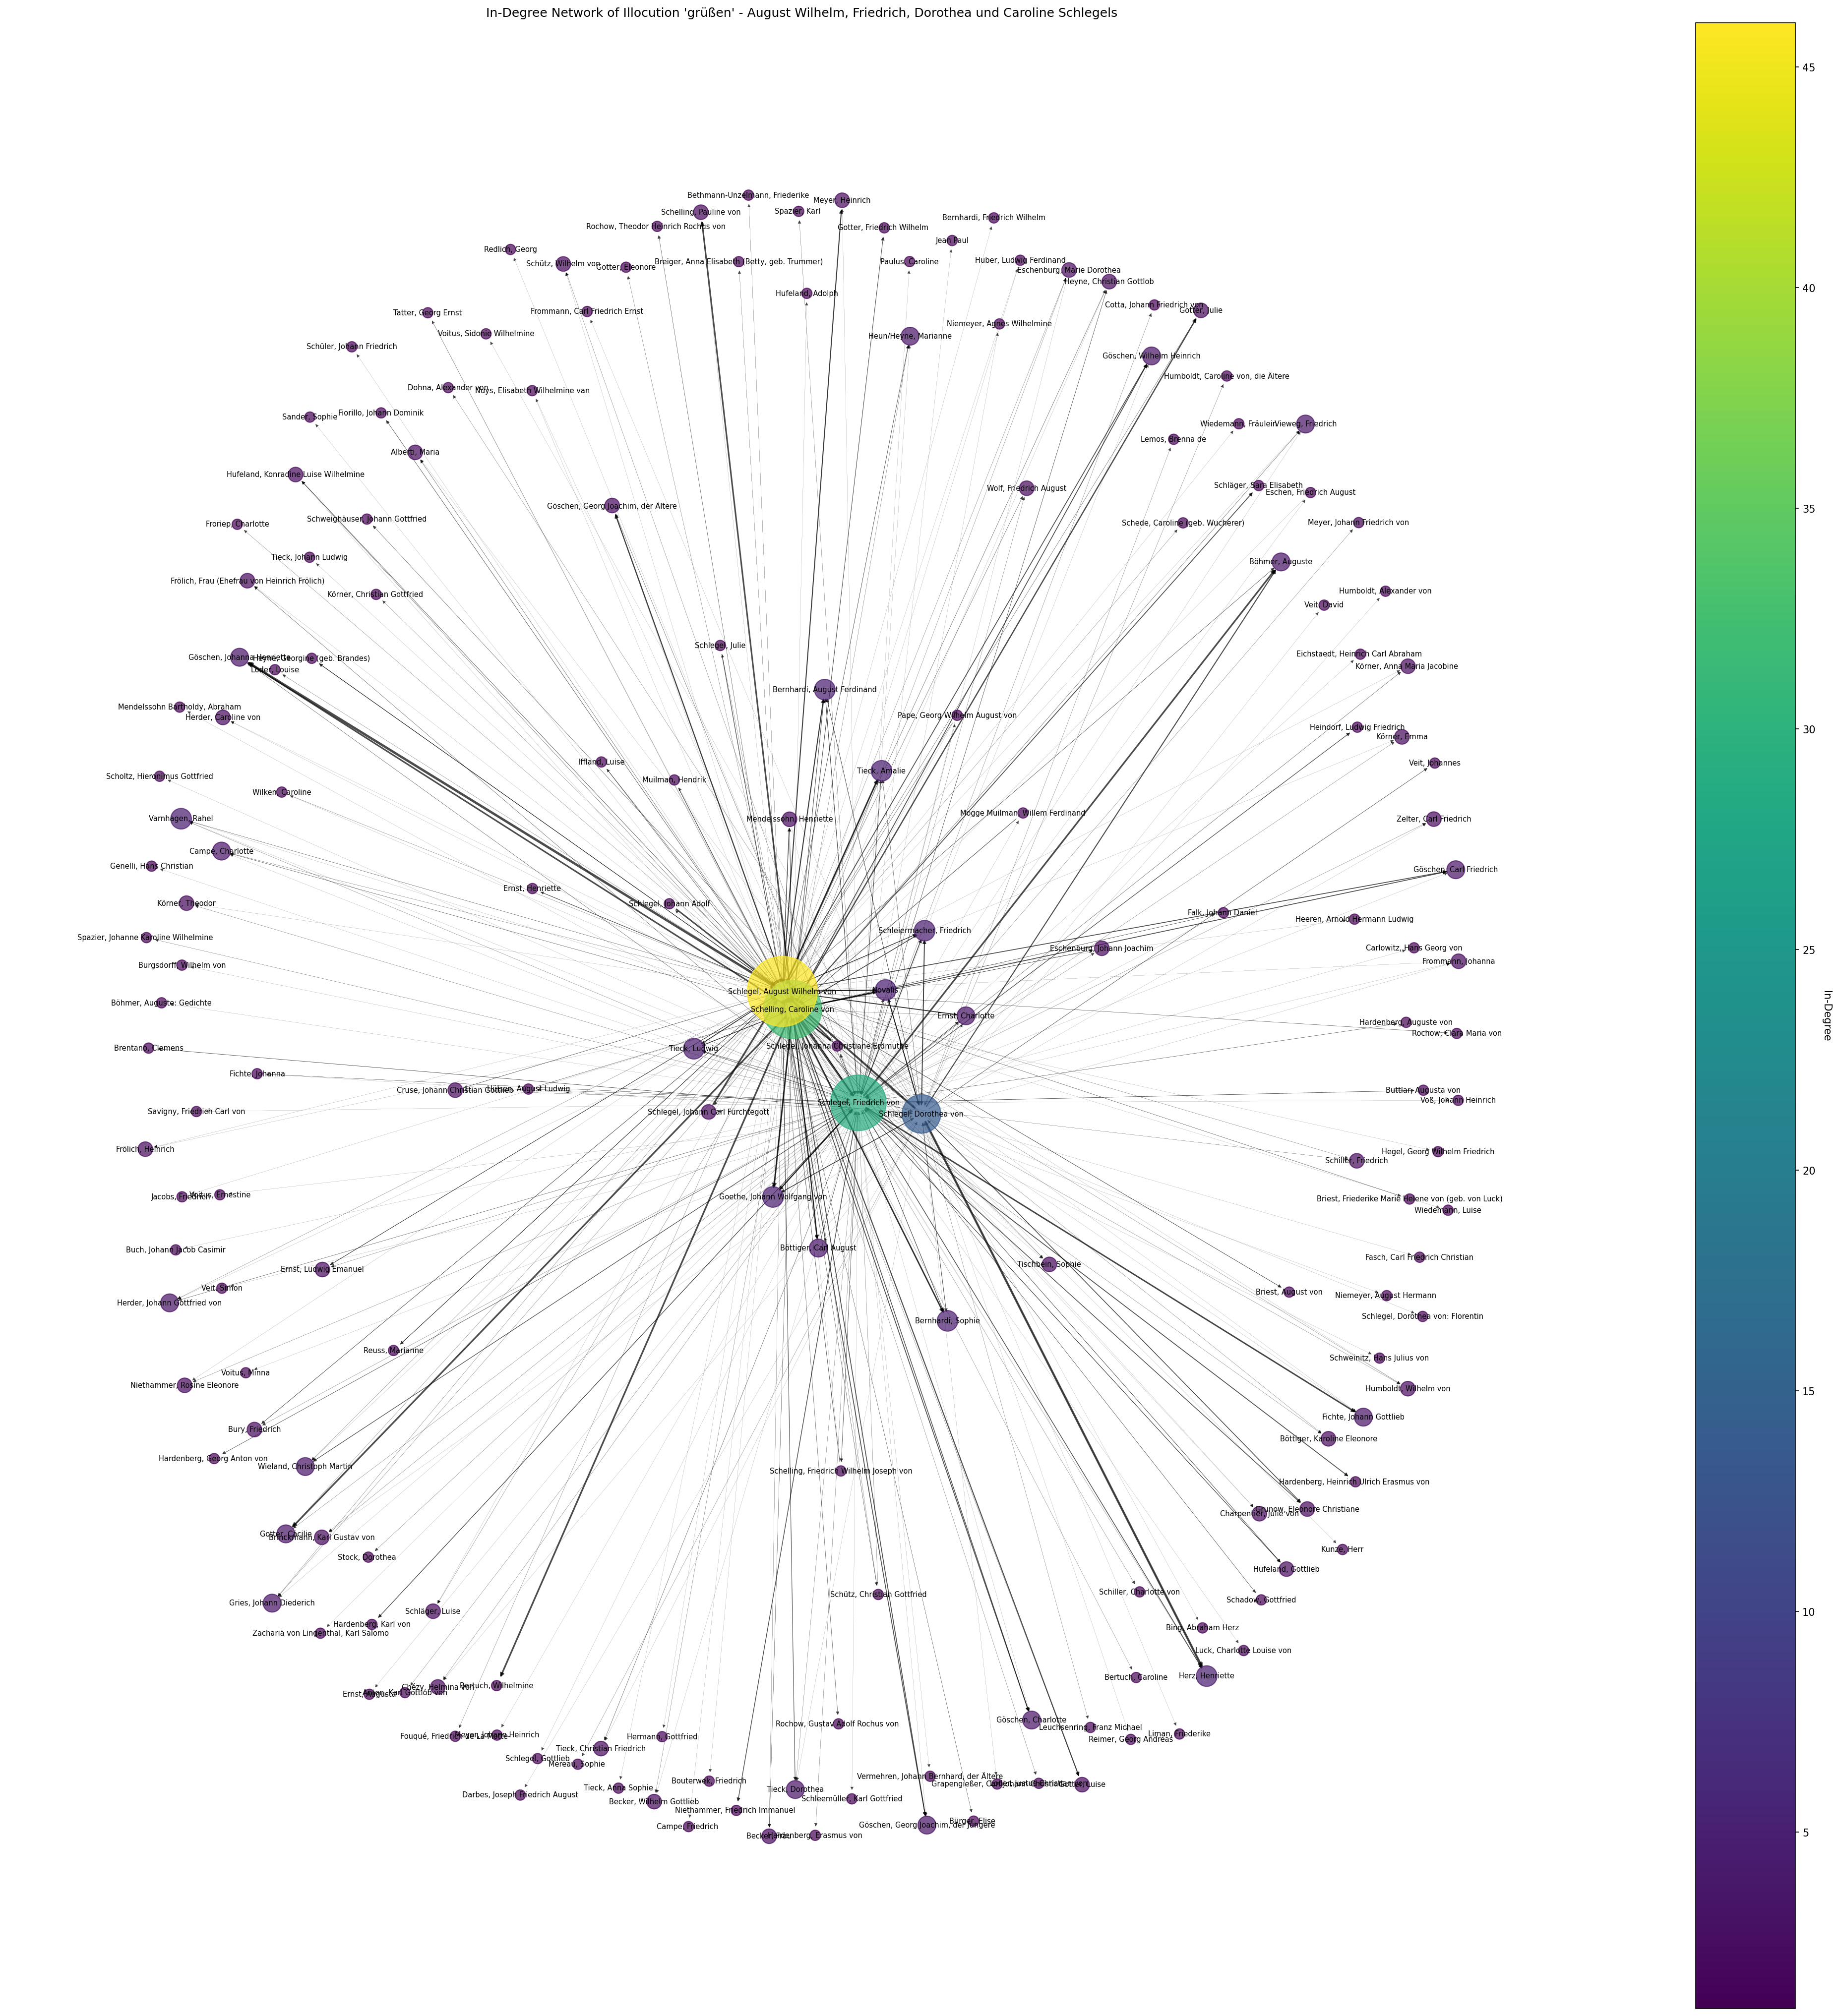 In-Degree Network of Illocution 'grüßen' - August Wilhelm, Friedrich, Dorothea und Caroline Schlegels
45
Bethmann-Unzelmann, Friederike
Meyer, Heinrich
Schelling, Pauline von
Spazier, Karl
Bernhardi, Friedrich Wilhelm
Rochow, Theodor Heinrich Rochus von
Gotter, Friedrich Wilhelm
Jean Paul
Redlich, Georg
Schütz, Wilhelm von
Gotter, Eleonore
Breiger, Anna Elisabeth (Betty, geb. Trummer)
Paulus, Caroline
Huber, Ludwig Ferdinand
Eschenburg, Marie Dorothea
Heyne, Christian Gottlob
40
Hufeland, Adolph
Cotta, Johann Friedrich von
Gotter, Julie
Tatter, Georg Ernst
Frommann, Carl Friedrich Ernst
Niemeyer, Agnes Wilhelmine
Voitus, Sidonie Wilhelmine
Heun/Heyne, Marianne
Schüler, Johann Friedrich
Göschen, Wilhelm Heinrich
Humboldt, Caroline von, die Ältere
Dohna, Alexander von
Nuys, Elisabeth Wilhelmine van
Sander, Sophie
Fiorillo, Johann Dominik
Wiedemann, Fräulein
Vieweg, Friedrich
Lemos, Brenna de
Alberti, Maria
Hufeland, Konradine Luise Wilhelmine
Wolf, Friedrich August
Schläger, Sara Elisabeth
Eschen, Friedrich August
Göschen, Georg Joachim, der Ältere
35
Froriep, Charlotte
Schweighäuser, Johann Gottfried
Schede, Caroline (geb. Wucherer)
Meyer, Johann Friedrich von
Tieck, Johann Ludwig
Böhmer, Auguste
Frölich, Frau (Ehefrau von Heinrich Frölich)
Körner, Christian Gottfried
Humboldt, Alexander von
Veit, David
Schlegel, Julie
Göschen, Johanna Henriette
Heyne, Georgine (geb. Brandes)
Loder, Louise
Eichstaedt, Heinrich Carl Abraham
Körner, Anna Maria Jacobine
Bernhardi, August Ferdinand
Mendelssohn Bartholdy, Abraham
Herder, Caroline von
Pape, Georg Wilhelm August von
Heindorf, Ludwig Friedrich
30
Körner, Emma
Iffland, Luise
Veit, Johannes
Scholtz, Hieronimus Gottfried
Tieck, Amalie
Muilman, Hendrik
Wilken, Caroline
Mogge Muilman, Willem Ferdinand
Varnhagen, Rahel
Mendelssohn, Henriette
Zelter, Carl Friedrich
Campe, Charlotte
Genelli, Hans Christian
Göschen, Carl Friedrich
Ernst, Henriette
Körner, Theodor
Schlegel, Johann Adolf
Falk, Johann Daniel
Heeren, Arnold Hermann Ludwig
Spazier, Johanne Karoline Wilhelmine
Schleiermacher, Friedrich
Eschenburg, Johann Joachim
Carlowitz, Hans Georg von
25
Burgsdorff, Wilhelm von
Frommann, Johanna
Schlegel, August Wilhelm von
Novalis
Böhmer, Auguste: Gedichte
Schelling, Caroline von
Ernst, Charlotte
Hardenberg, Auguste von
In-Degree
Rochow, Clara Maria von
Brentano, Clemens
Tieck, Ludwig
Schlegel, Johanna Christiane Erdmuthe
Fichte, Johanna
Cruse, Johann Christian Gottlieb
Hülsen, August Ludwig
Buttlar, Augusta von
Voß, Johann Heinrich
Savigny, Friedrich Carl von
Schlegel, Johann Carl Fürchtegott
Schlegel, Friedrich von
Schlegel, Dorothea von
Frölich, Heinrich
Hegel, Georg Wilhelm Friedrich
Schiller, Friedrich
20
Jacobs, Friedrich
Voitus, Ernestine
Goethe, Johann Wolfgang von
Briest, Friederike Marie Helene von (geb. von Luck)
Wiedemann, Luise
Buch, Johann Jacob Casimir
Böttiger, Carl August
Fasch, Carl Friedrich Christian
Ernst, Ludwig Emanuel
Tischbein, Sophie
Veit, Simon
Briest, August von
Niemeyer, August Hermann
Herder, Johann Gottfried von
Schlegel, Dorothea von: Florentin
Bernhardi, Sophie
Reuss, Marianne
Schweinitz, Hans Julius von
Voitus, Minna
Niethammer, Rosine Eleonore
Humboldt, Wilhelm von
15
Fichte, Johann Gottlieb
Bury, Friedrich
Böttiger, Karoline Eleonore
Hardenberg, Georg Anton von
Wieland, Christoph Martin
Schelling, Friedrich Wilhelm Joseph von
Hardenberg, Heinrich Ulrich Erasmus von
Grunow, Eleonore Christiane
Charpentier, Julie von
Gotter, Cäcilie
Brinckmann, Karl Gustav von
Kunze, Herr
Stock, Dorothea
Hufeland, Gottlieb
Schütz, Christian Gottfried
Schiller, Charlotte von
Schadow, Gottfried
Gries, Johann Diederich
Schläger, Luise
10
Hardenberg, Karl von
Zachariä von Lingenthal, Karl Salomo
Bing, Abraham Herz
Luck, Charlotte Louise von
Bertuch, Caroline
Herz, Henriette
Chézy, Helmina von
Bertuch, Wilhelmine
Ernst, Augusta
Göschen, Charlotte
Rochow, Gustav Adolf Rochus von
Leuchsenring, Franz Michael
Liman, Friederike
Reimer, Georg Andreas
Fouqué, Friedrich de La Motte
Meyer, Johann Heinrich
Hermann, Gottfried
Tieck, Christian Friedrich
Schlegel, Gottlieb
Mereau, Sophie
Vermehren, Johann Bernhard, der Ältere
Bouterwek, Friedrich
Tieck, Anna Sophie
Tieck, Dorothea
Darbes, Joseph Friedrich August
Becker, Wilhelm Gottlieb
Schleemüller, Karl Gottfried
Niethammer, Friedrich Immanuel
Bürger, Elise
Göschen, Georg Joachim, der Jüngere
Campe, Friedrich
Hardenberg, Erasmus von
5